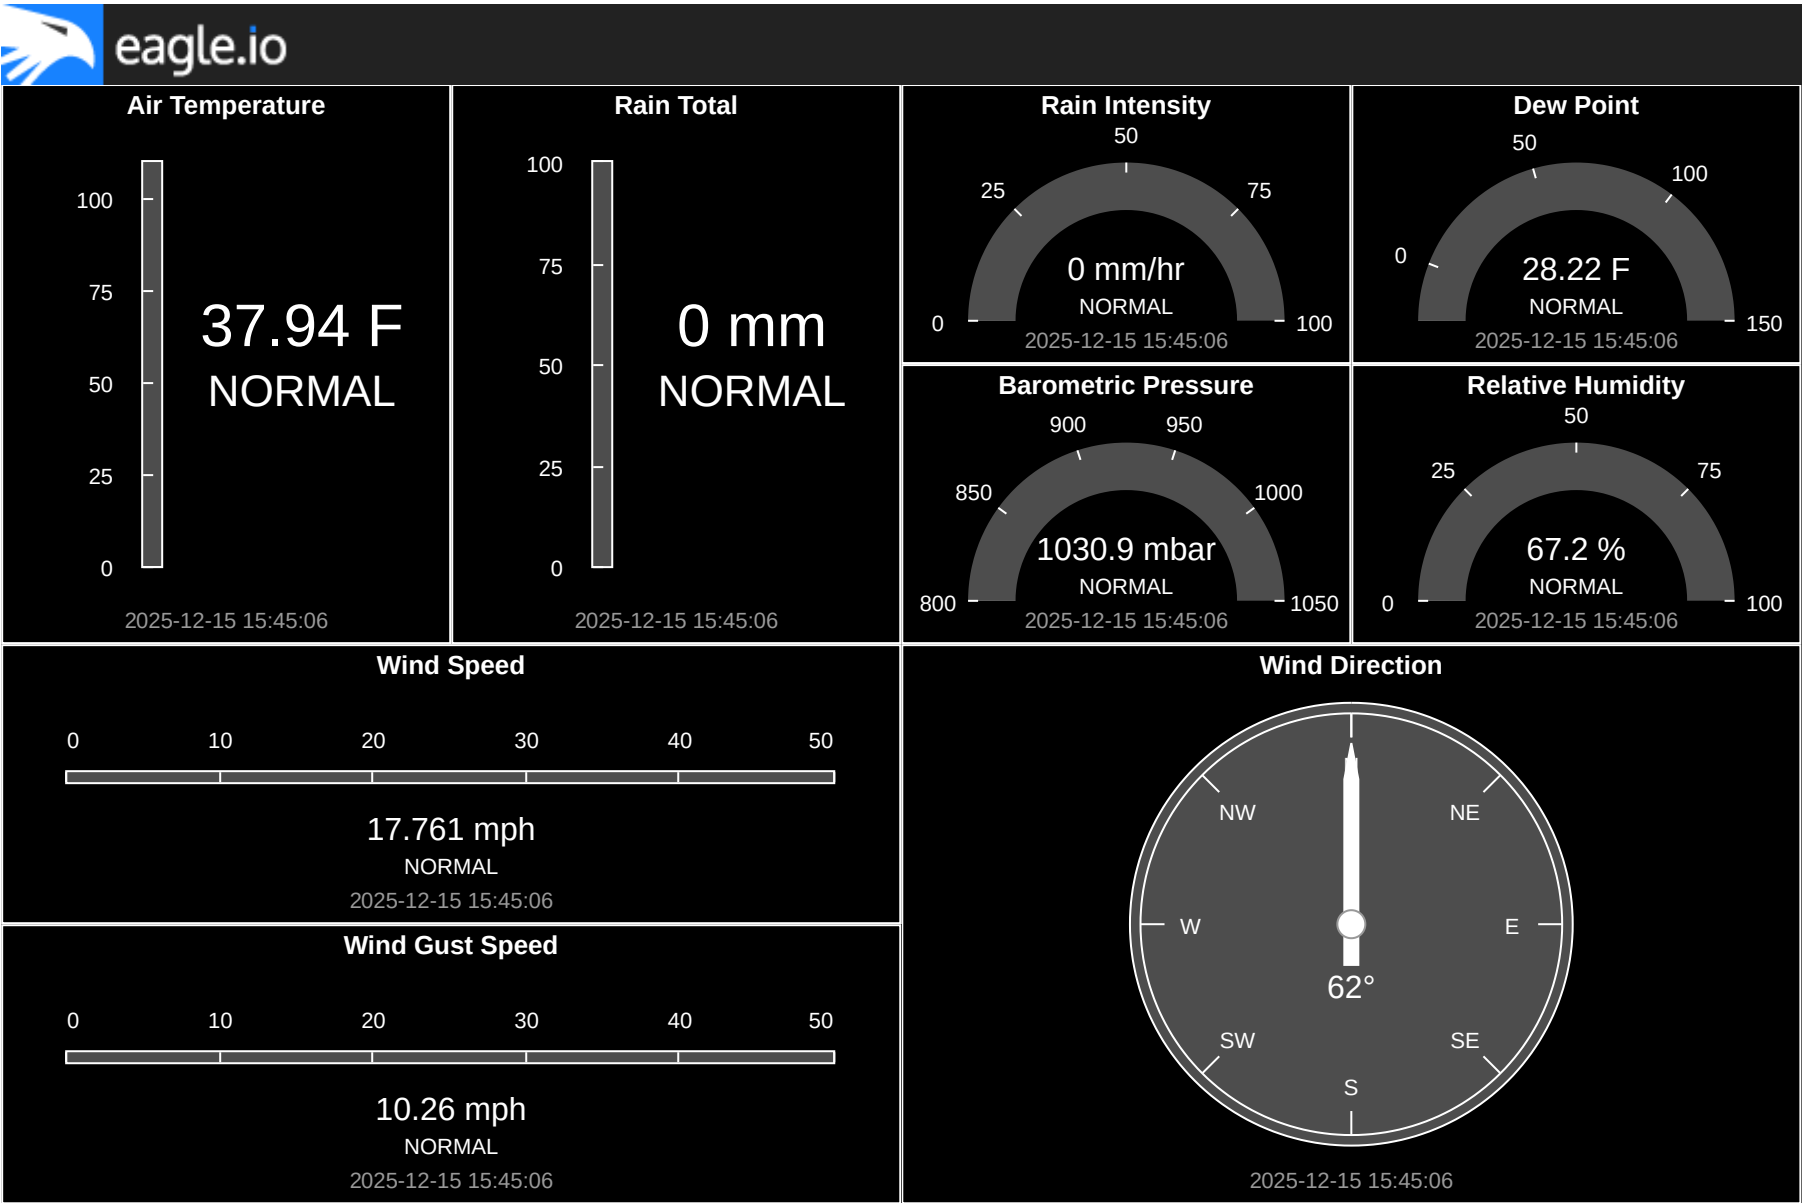 eagle.io
Air Temperature
100
75
50
25
0
37.94 F
NORMAL
2025-12-15 15:45:06
Rain Total
100
75
50
25
0
0 mm
NORMAL
2025-12-15 15:45:06
Rain Intensity
50
25
75
0
100
0 mm/hr
NORMAL
2025-12-15 15:45:06
Dew Point
50
100
0
150
28.22 F
NORMAL
2025-12-15 15:45:06
Barometric Pressure
900
950
850
1000
800
1050
1030.9 mbar
NORMAL
2025-12-15 15:45:06
Relative Humidity
50
25
75
0
100
67.2 %
NORMAL
2025-12-15 15:45:06
Wind Speed
0 10 20 30 40 50
17.761 mph
NORMAL
2025-12-15 15:45:06
Wind Gust Speed
0 10 20 30 40 50
10.26 mph
NORMAL
2025-12-15 15:45:06
Wind Direction
NW NE
W E
62°
SW SE
S
2025-12-15 15:45:06